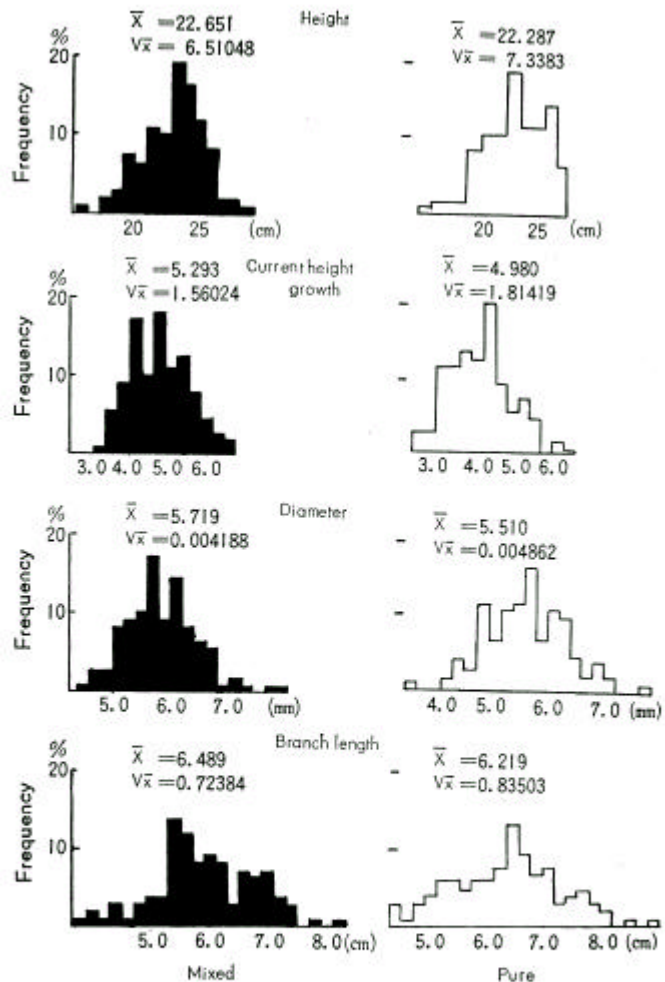 Height
% X̄ =22.651
Vx̄ = 6.51048
20
10
Frequency
20 25 (cm)
X̄ =22.287
Vx̄ = 7.3383
20 25 (cm)
Current height
growth
% X̄ =5.293
Vx̄ =1.56024
20
10
Frequency
3.0 4.0 5.0 6.0
X̄ =4.980
Vx̄ =1.81419
3.0 4.0 5.0 6.0
Diameter
% X̄ =5.719
Vx̄ =0.004188
20
10
Frequency
5.0 6.0 7.0 (mm)
X̄ =5.510
Vx̄ =0.004862
4.0 5.0 6.0 7.0 (mm)
Branch length
% X̄ =6.489
Vx̄ =0.72384
20
10
Frequency
5.0 6.0 7.0 8.0(cm)
Mixed
X̄ =6.219
Vx̄ =0.83503
5.0 6.0 7.0 8.0(cm)
Pure